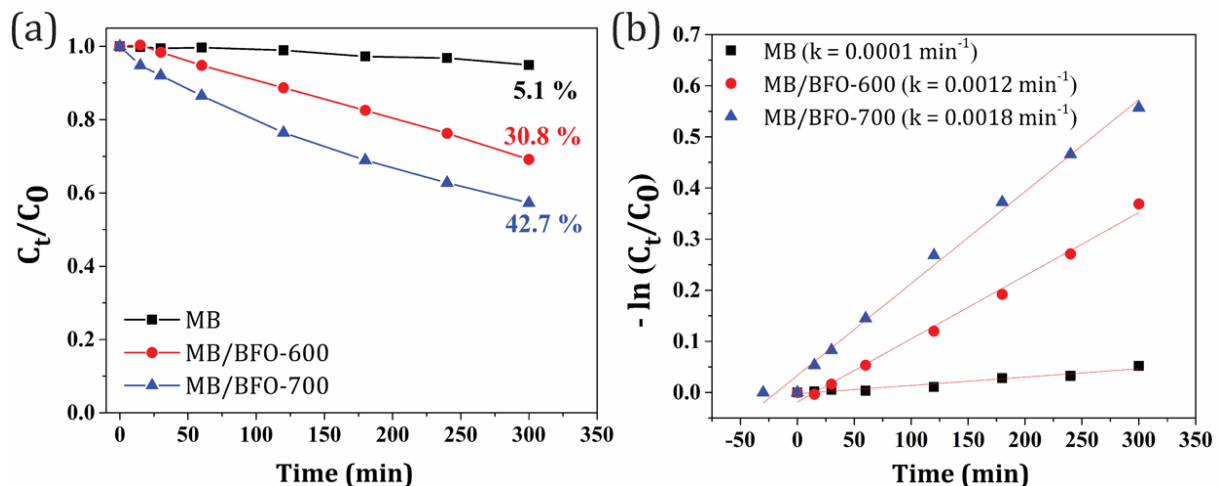 (a)
1.0
0.8
0.6
0.4
0.2
0.0
C_t/C_0
5.1 %
30.8 %
42.7 %
MB
MB/BFO-600
MB/BFO-700
0 50 100 150 200 250 300 350
Time (min)
(b)
0.7
0.6
0.5
0.4
0.3
0.2
0.1
0.0
- ln (C_t/C_0)
MB (k = 0.0001 min⁻¹)
MB/BFO-600 (k = 0.0012 min⁻¹)
MB/BFO-700 (k = 0.0018 min⁻¹)
-50 0 50 100 150 200 250 300 350
Time (min)